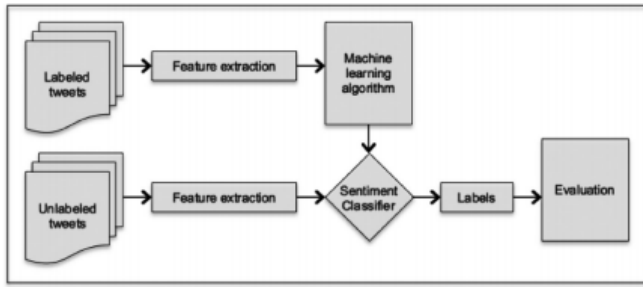 Labeled
tweets
Feature extraction
Machine
learning
algorithm
Unlabeled
tweets
Feature extraction
Sentiment
Classifier
Labels
Evaluation